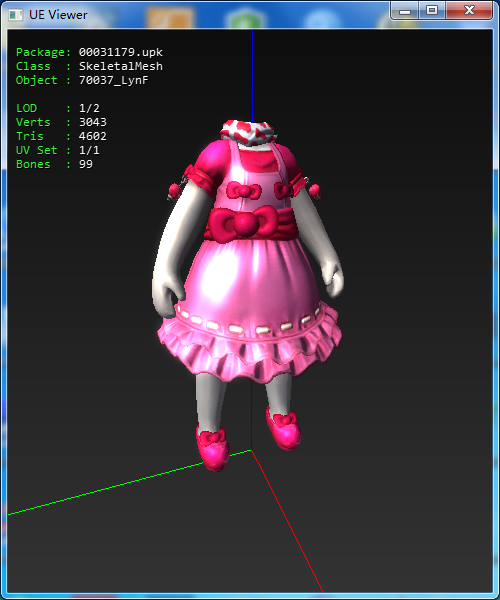 UE Viewer
Package: 00031179.upk
Class : SkeletalMesh
Object : 70037_LynF
LOD : 1/2
Verts : 3043
Tris : 4602
UV Set : 1/1
Bones : 99